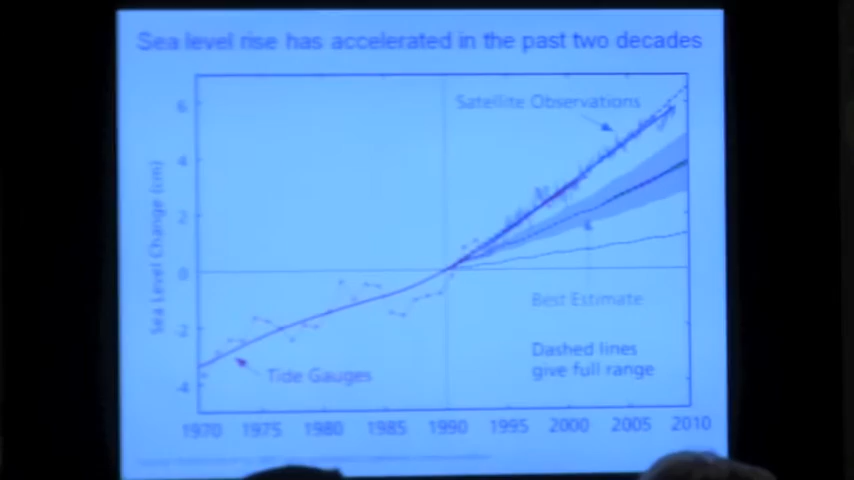 Sea level rise has accelerated in the past two decades
6
Satellite Observations
4
Sea Level Change (cm)
2
0
Best Estimate
-2
Dashed lines
give full range
Tide Gauges
-4
1970 1975 1980 1985 1990 1995 2000 2005 2010